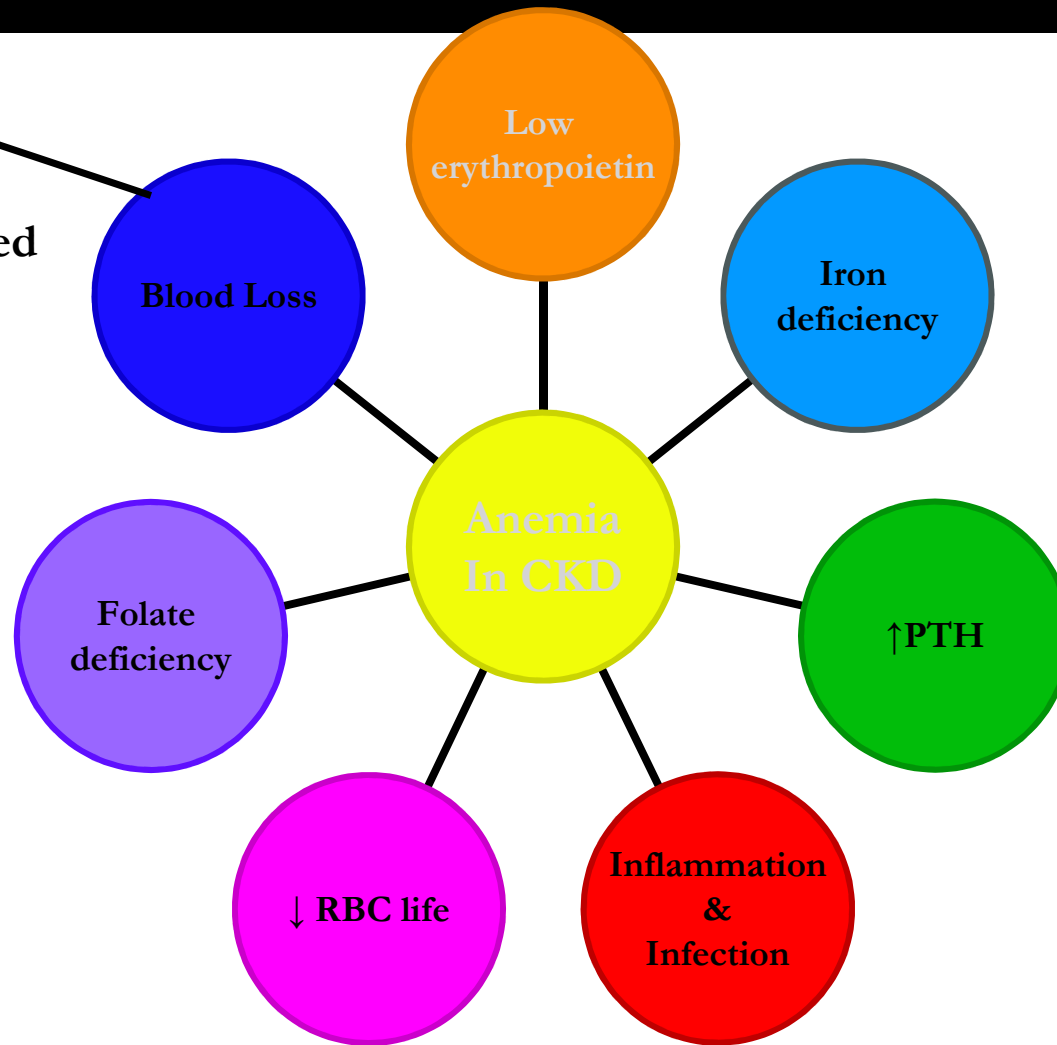 Low
erythropoietin
ed
Blood Loss
Iron
deficiency
Anemia
In CKD
Folate
deficiency
↑PTH
↓ RBC life
Inflammation
&
Infection